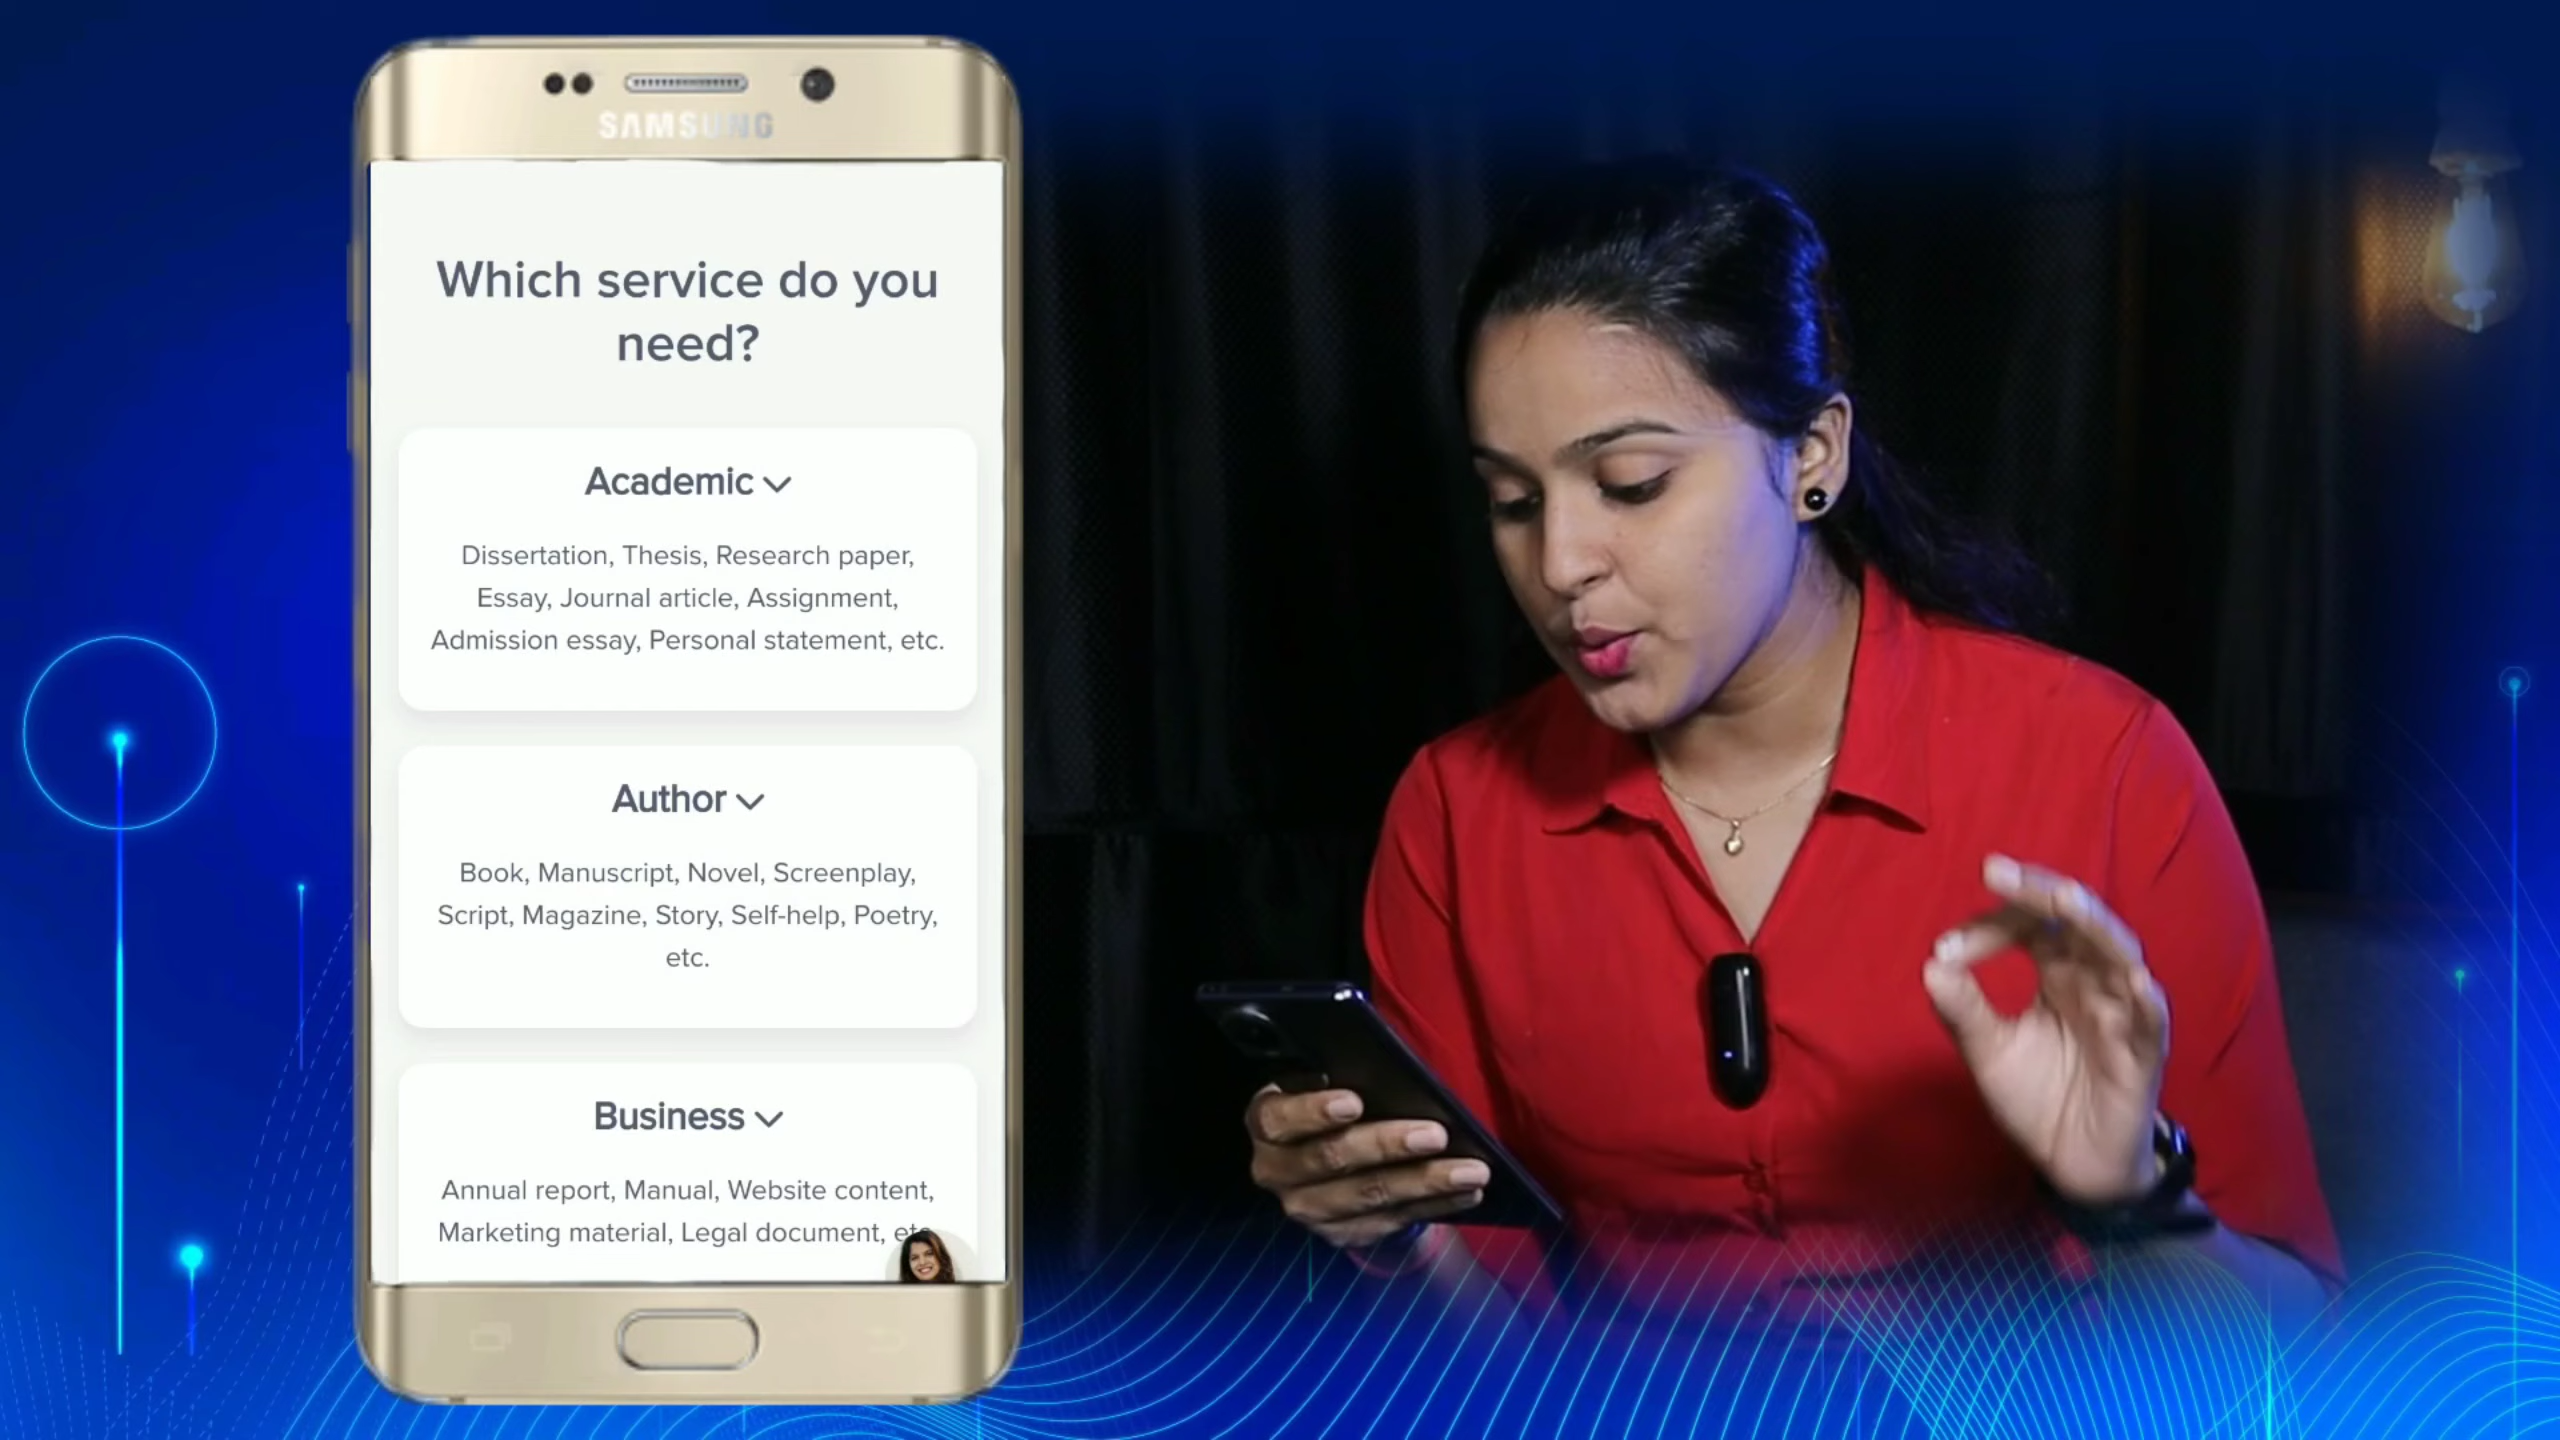 SAMSUNG
Which service do you
need?
Academic
Dissertation, Thesis, Research paper,
Essay, Journal article, Assignment,
Admission essay, Personal statement, etc.
Author
Book, Manuscript, Novel, Screenplay,
Script, Magazine, Story, Self-help, Poetry,
etc.
Business
Annual report, Manual, Website content,
Marketing material, Legal document, etc.